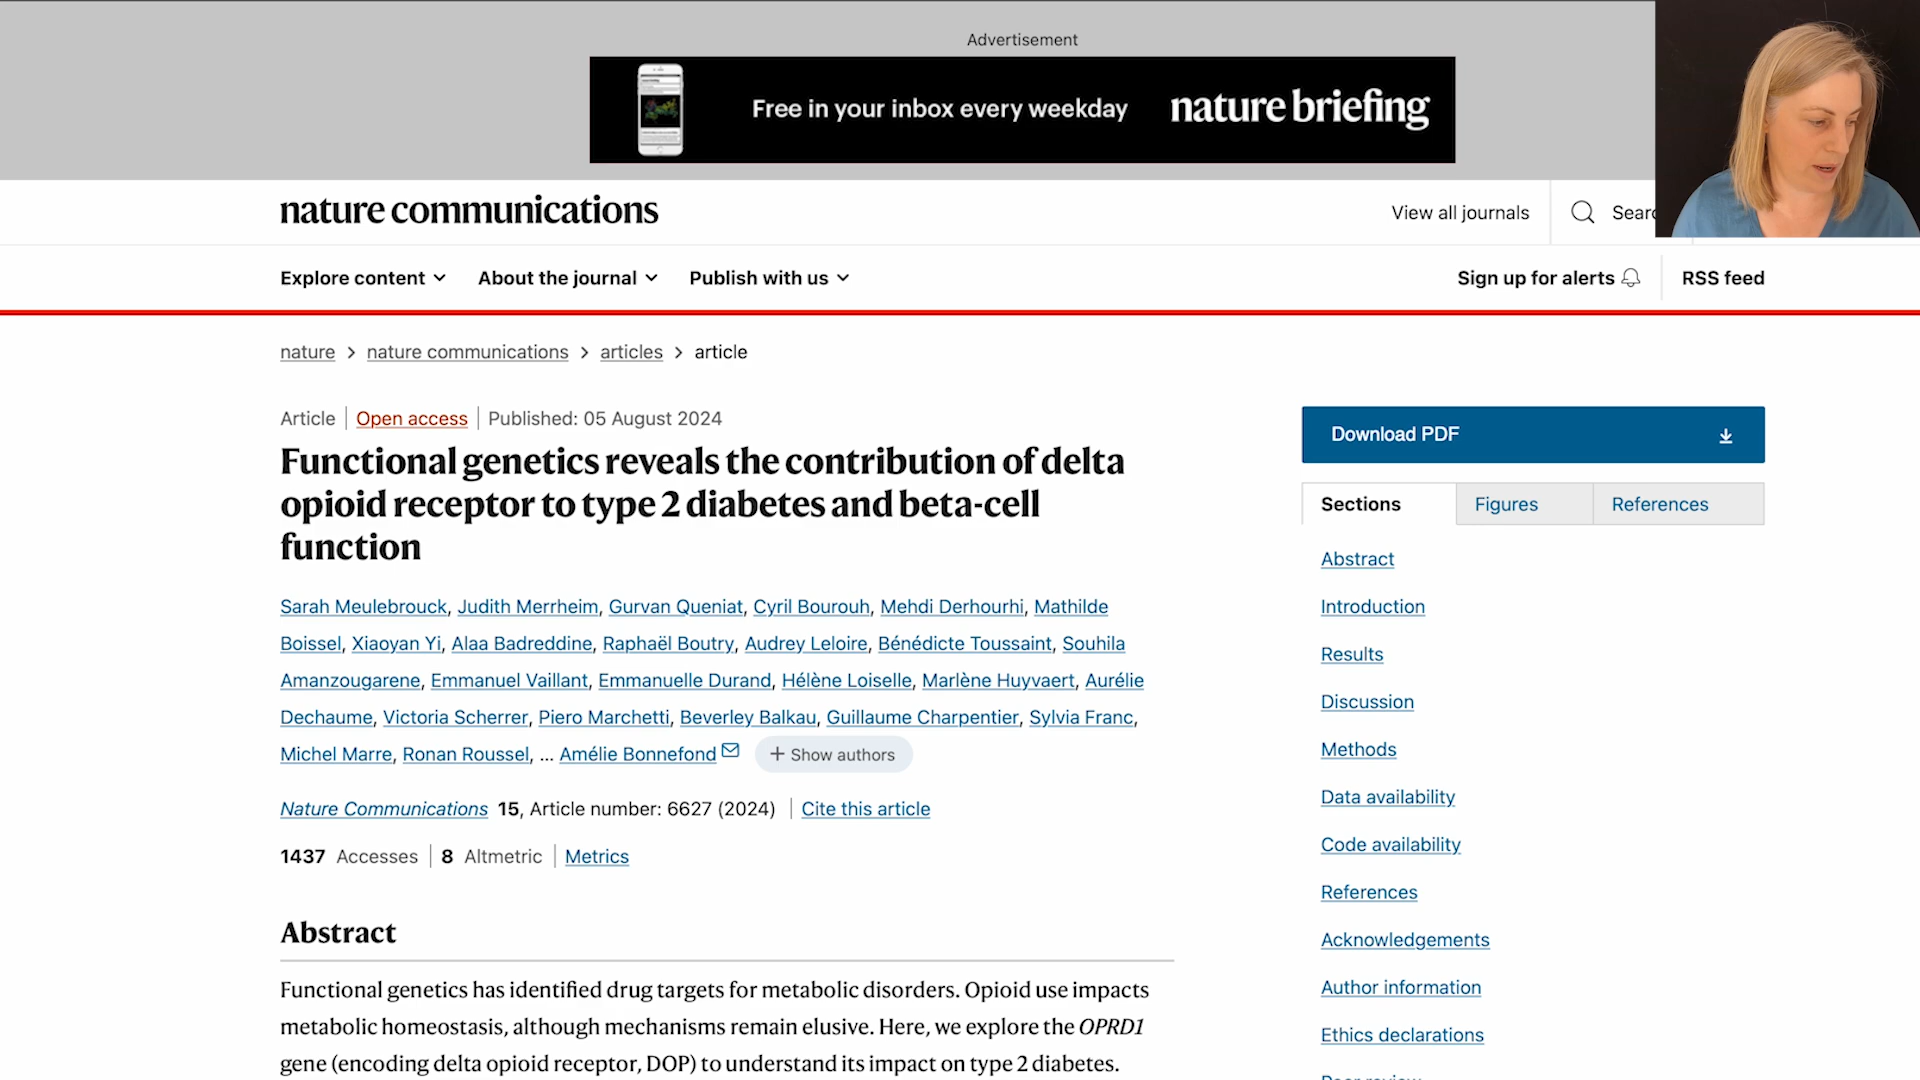 Advertisement
Free in your inbox every weekday nature briefing
nature communications
View all journals
Explore content About the journal Publish with us
Sign up for alerts RSS feed
nature > nature communications > articles > article
Article | Open access | Published: 05 August 2024
Functional genetics reveals the contribution of delta
opioid receptor to type 2 diabetes and beta-cell
function
Sarah Meulebrouck, Judith Merrheim, Gurvan Queniat, Cyril Bourouh, Mehdi Derhourhi, Mathilde
Boissel, Xiaoyan Yi, Alaa Badreddine, Raphaël Boutry, Audrey Leloire, Bénédicte Toussaint, Souhila
Amanzougarene, Emmanuel Vaillant, Emmanuelle Durand, Hélène Loiselle, Marlène Huyvaert, Aurélie
Dechaume, Victoria Scherrer, Piero Marchetti, Beverley Balkau, Guillaume Charpentier, Sylvia Franc,
Michel Marre, Ronan Roussel, ... Amélie Bonnefond + Show authors
Nature Communications 15, Article number: 6627 (2024) | Cite this article
1437 Accesses | 8 Altmetric | Metrics
Abstract
Functional genetics has identified drug targets for metabolic disorders. Opioid use impacts
metabolic homeostasis, although mechanisms remain elusive. Here, we explore the OPRD1
gene (encoding delta opioid receptor, DOP) to understand its impact on type 2 diabetes.
Download PDF
Sections Figures References
Abstract
Introduction
Results
Discussion
Methods
Data availability
Code availability
References
Acknowledgements
Author information
Ethics declarations